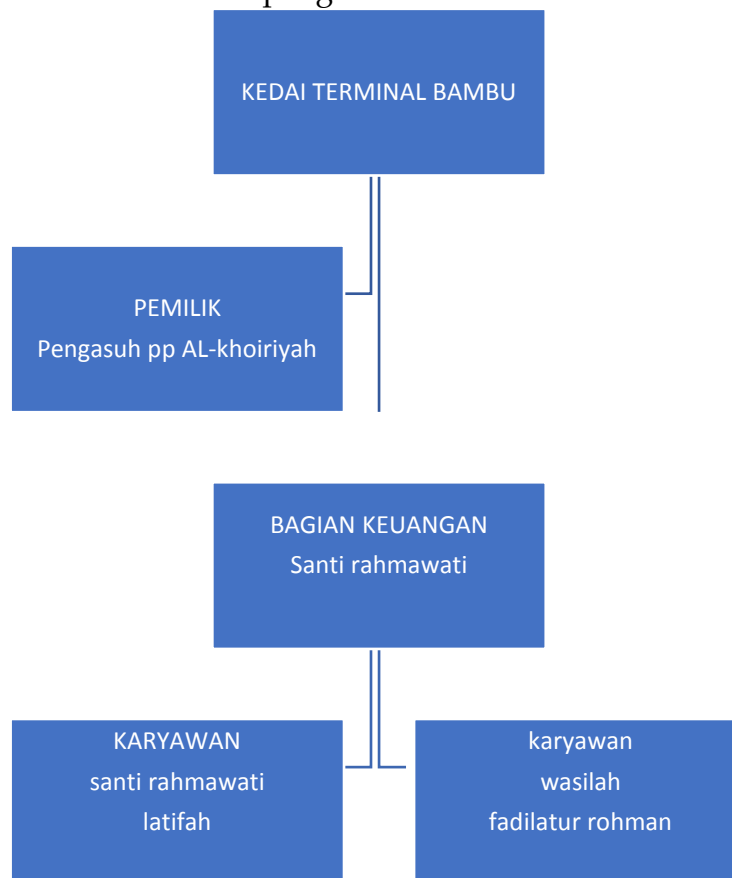 KEDAI TERMINAL BAMBU
PEMILIK
Pengasuh pp AL-khoiriyah
BAGIAN KEUANGAN
Santi rahmawati
KARYAWAN
santi rahmawati
latifah
karyawan
wasilah
fadilatur rohman